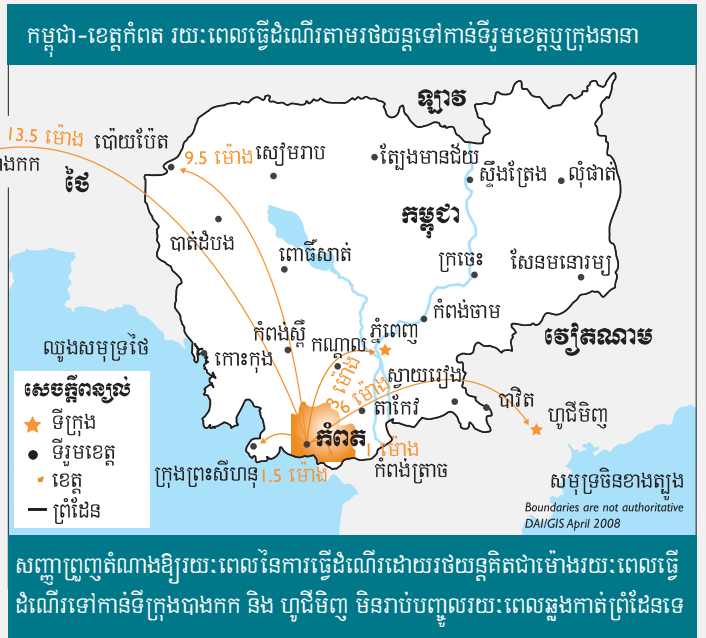 កម្ពុជា-ខេត្តកំពត រយៈពេលធ្វើដំណើរតាមរថយន្តទៅកាន់ទីរួមខេត្តឬក្រុងនានា
ឡាវ
13.5 ម៉ោង
ប៉ោយប៉ែត
9.5 ម៉ោង
សៀមរាប
ត្បែងមានជ័យ
ស្ទឹងត្រែង
លុំផាត់
ថៃ
កម្ពុជា
បាត់ដំបង
ពោធិ៍សាត់
ក្រចេះ
សែនមនោរម្យ
កំពង់ចាម
កំពង់ស្ពឺ
កណ្តាល
ភ្នំពេញ
វៀតណាម
ឈូងសមុទ្រថៃ
កោះកុង
3 ម៉ោង
6 ម៉ោង
ស្វាយរៀង
បាវិត
តាកែវ
ហូជីមិញ
សេចក្តីពន្យល់
ទីក្រុង
ទីរួមខេត្ត
ខេត្ត
ព្រំដែន
កំពត
1 ម៉ោង
ក្រុងព្រះសីហនុ
1.5 ម៉ោង
កំពង់ត្រាច
សមុទ្រចិនខាងត្បូង
Boundaries are not authoritative
DAI/GIS April 2008
សញ្ញាព្រួញតំណាងឱ្យរយៈពេលនៃការធ្វើដំណើរដោយរថយន្តគិតជាម៉ោងរយៈពេលធ្វើ
ដំណើរទៅកាន់ទីក្រុងបាងកក និង ហូជីមិញ មិនរាប់បញ្ចូលរយៈពេលឆ្លងកាត់ព្រំដែនទេ